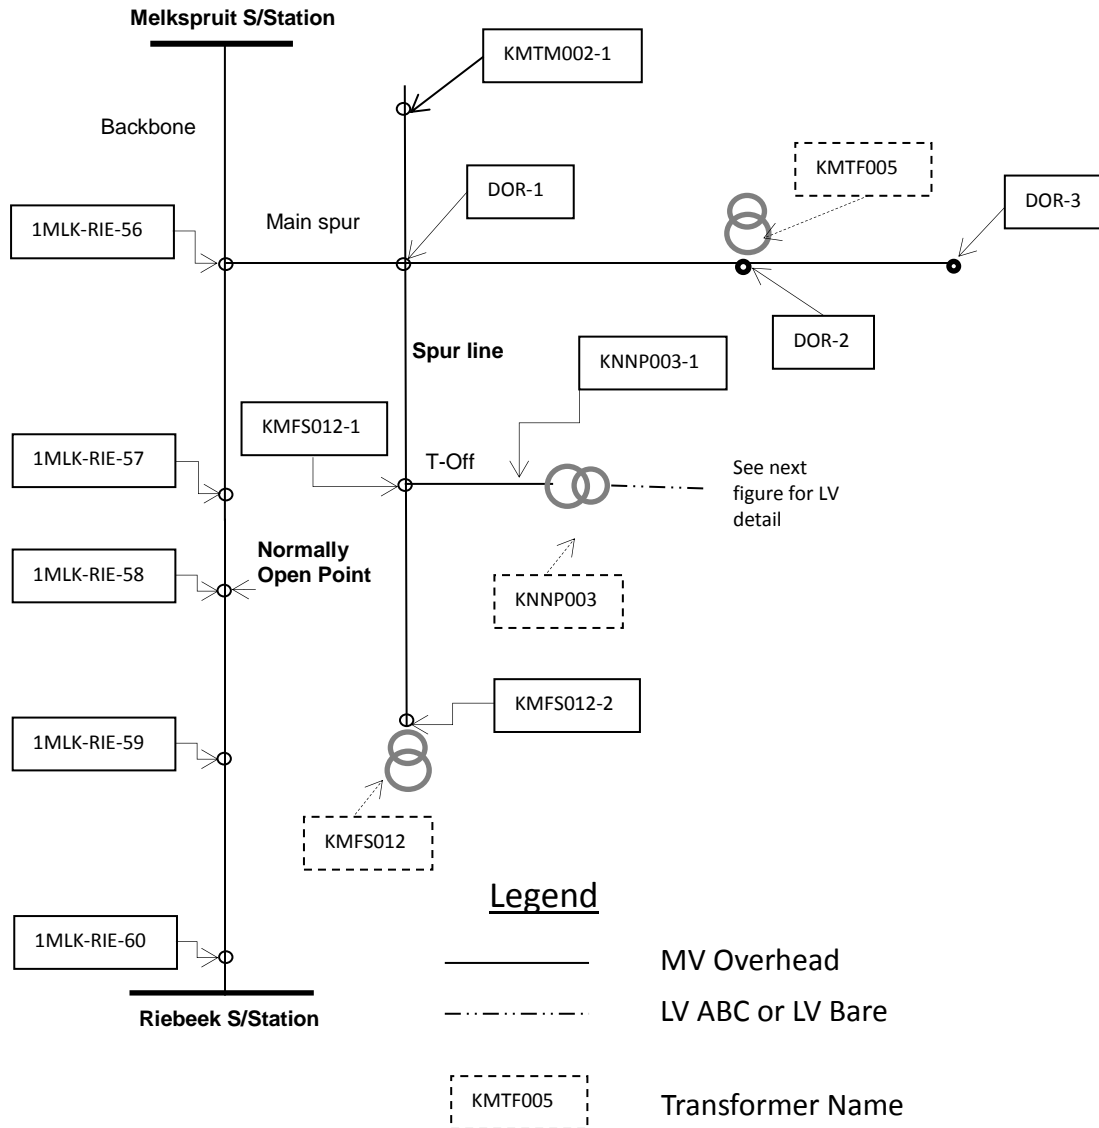 Melkspruit S/Station
KMTM002-1
Backbone
KMTF005
DOR-1
DOR-3
1MLK-RIE-56
Main spur
DOR-2
Spur line
KNNP003-1
KMFS012-1
1MLK-RIE-57
T-Off
See next
figure for LV
detail
Normally
Open Point
1MLK-RIE-58
KNNP003
KMFS012-2
1MLK-RIE-59
KMFS012
Legend
1MLK-RIE-60
MV Overhead
Riebeek S/Station
LV ABC or LV Bare
KMTF005
Transformer Name